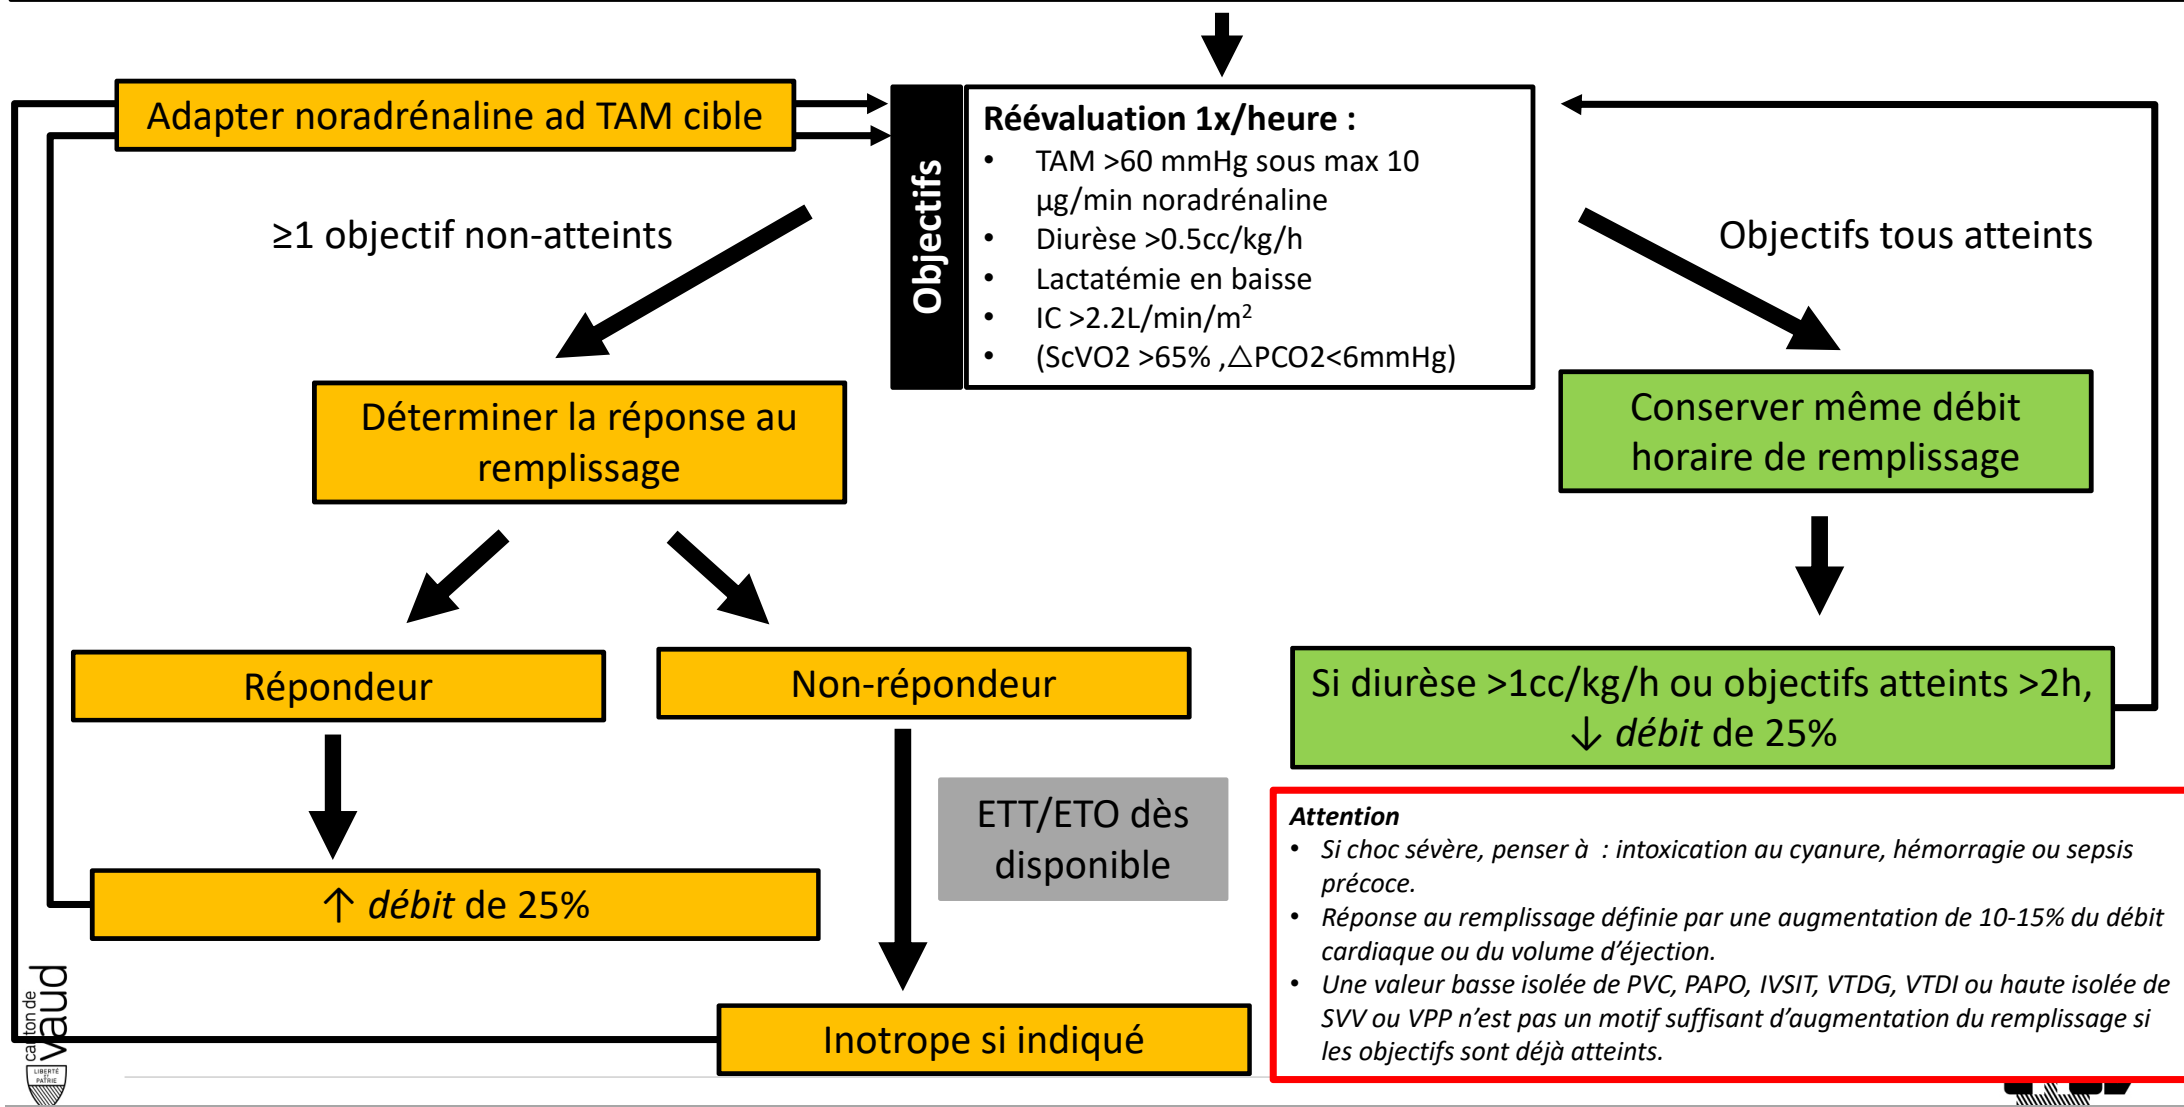 Adapter noradrénaline ad TAM cible
Objectifs
Réévaluation 1x/heure :
• TAM >60 mmHg sous max 10
µg/min noradrénaline
• Diurèse >0.5cc/kg/h
• Lactatémie en baisse
• IC >2.2L/min/m²
• (ScVO2 >65% ,△PCO2<6mmHg)
≥1 objectif non-atteints
Objectifs tous atteints
Déterminer la réponse au
remplissage
Conserver même débit
horaire de remplissage
Répondeur
Non-répondeur
Si diurèse >1cc/kg/h ou objectifs atteints >2h,
↓ débit de 25%
ETT/ETO dès
disponible
↑ débit de 25%
Inotrope si indiqué
Attention
• Si choc sévère, penser à : intoxication au cyanure, hémorragie ou sepsis
précoce.
• Réponse au remplissage définie par une augmentation de 10-15% du débit
cardiaque ou du volume d’éjection.
• Une valeur basse isolée de PVC, PAPO, IVSIT, VTDG, VTDI ou haute isolée de
SVV ou VPP n’est pas un motif suffisant d’augmentation du remplissage si
les objectifs sont déjà atteints.
canton de
vaud
LIBERTÉ
ET
PATRIE